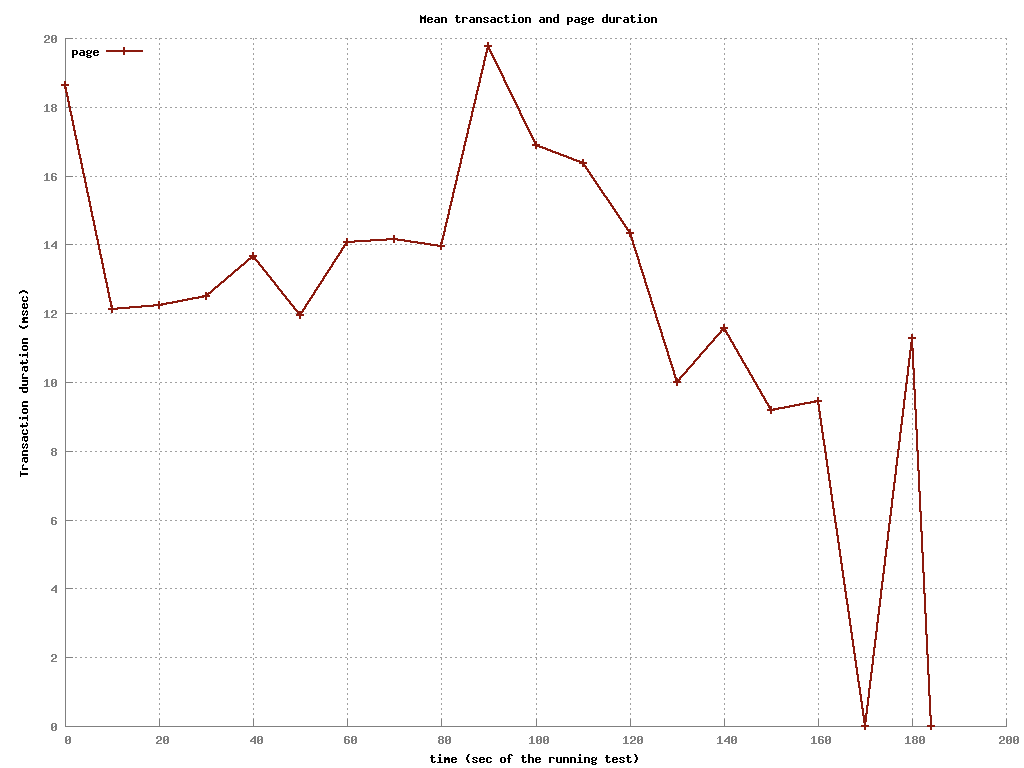 Mean transaction and page duration
page
20
18
16
14
12
10
8
6
4
2
0
Transaction duration (msec)
0 20 40 60 80 100 120 140 160 180 200
time (sec of the running test)